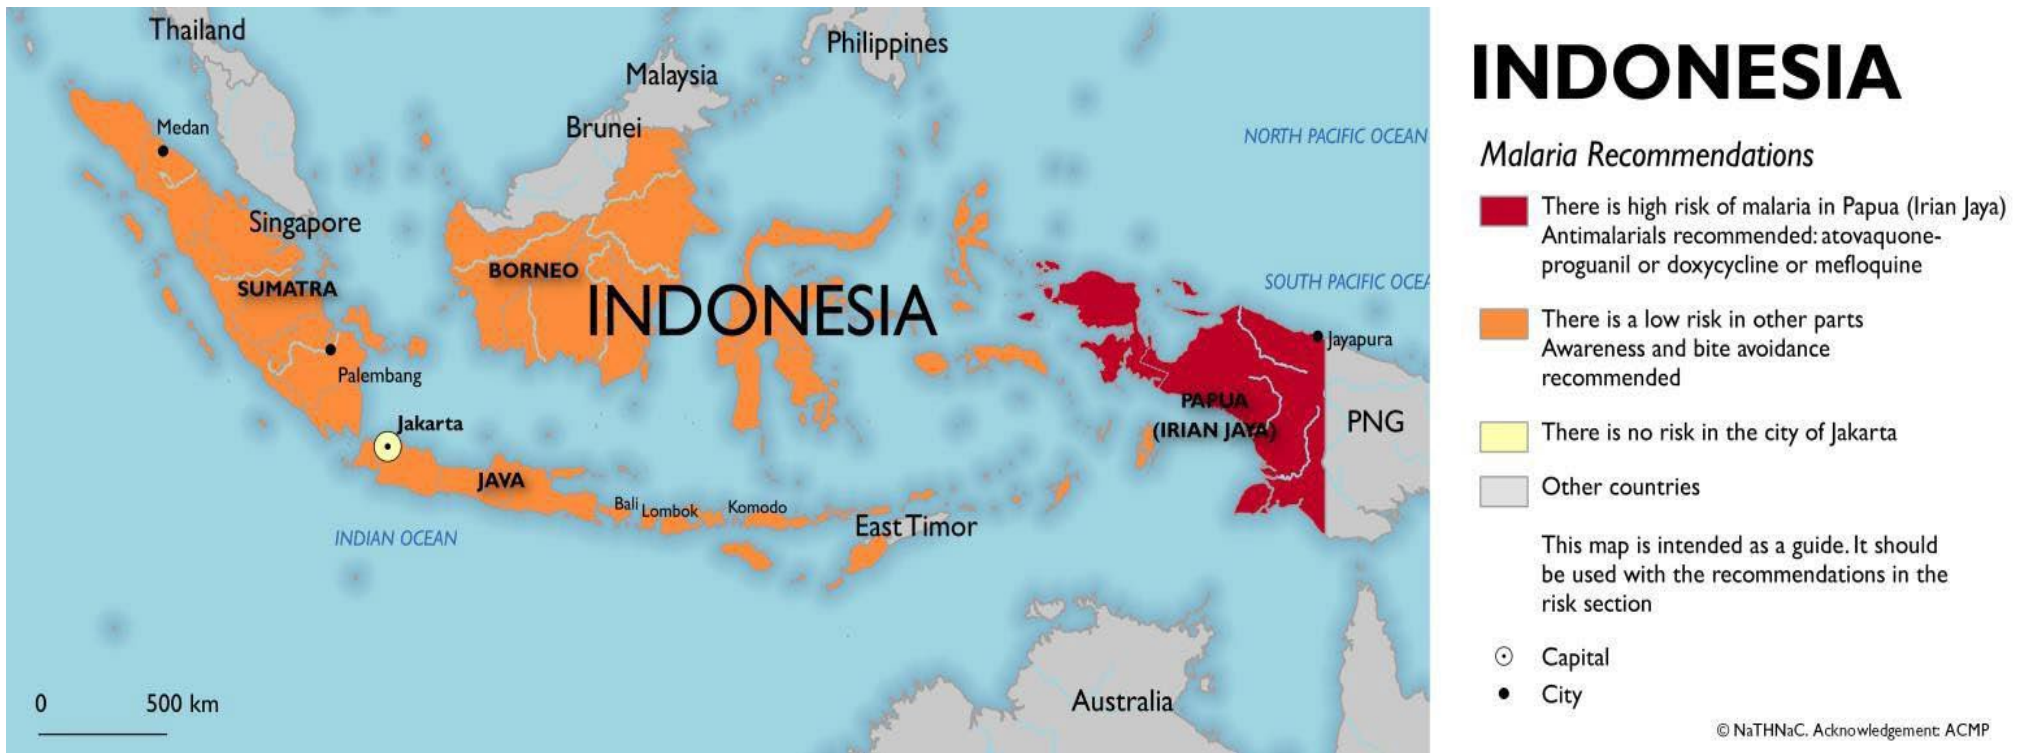 Thailand
Philippines
Malaysia
Medan
Brunei
NORTH PACIFIC OCEAN
Singapore
BORNEO
SUMATRA
INDONESIA
SOUTH PACIFIC OCEA
Jayapura
Palembang
PAPUA
(IRIAN JAYA)
PNG
Jakarta
JAVA
Bali
Lombok
Komodo
East Timor
INDIAN OCEAN
Australia
0 500 km
INDONESIA
Malaria Recommendations
There is high risk of malaria in Papua (Irian Jaya)
Antimalarials recommended: atovaquone-
proguanil or doxycycline or mefloquine
There is a low risk in other parts
Awareness and bite avoidance
recommended
There is no risk in the city of Jakarta
Other countries
This map is intended as a guide. It should
be used with the recommendations in the
risk section
Capital
City
© NaTHNaC. Acknowledgement: ACMP